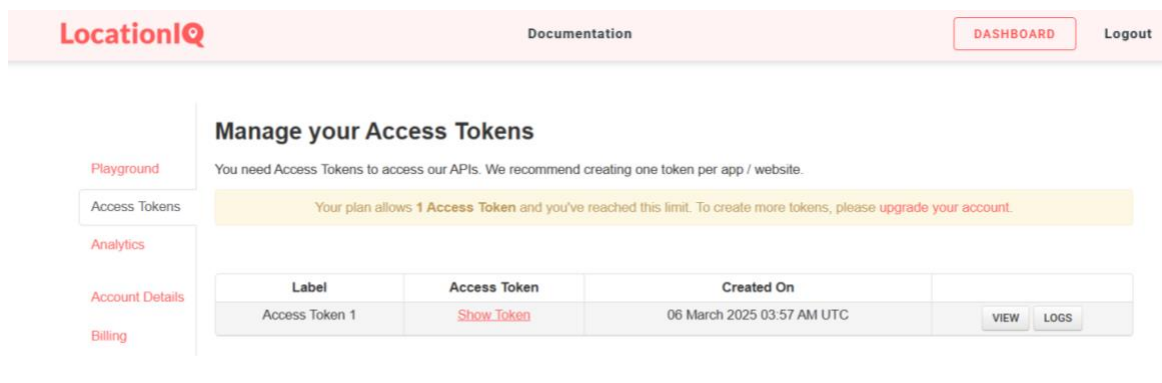 LocationIQ
Documentation
DASHBOARD
Logout
Playground
Access Tokens
Analytics
Account Details
Billing
Manage your Access Tokens
You need Access Tokens to access our APIs. We recommend creating one token per app / website.
Your plan allows 1 Access Token and you've reached this limit. To create more tokens, please upgrade your account.
Label Access Token Created On
Access Token 1 Show Token 06 March 2025 03:57 AM UTC VIEW LOGS